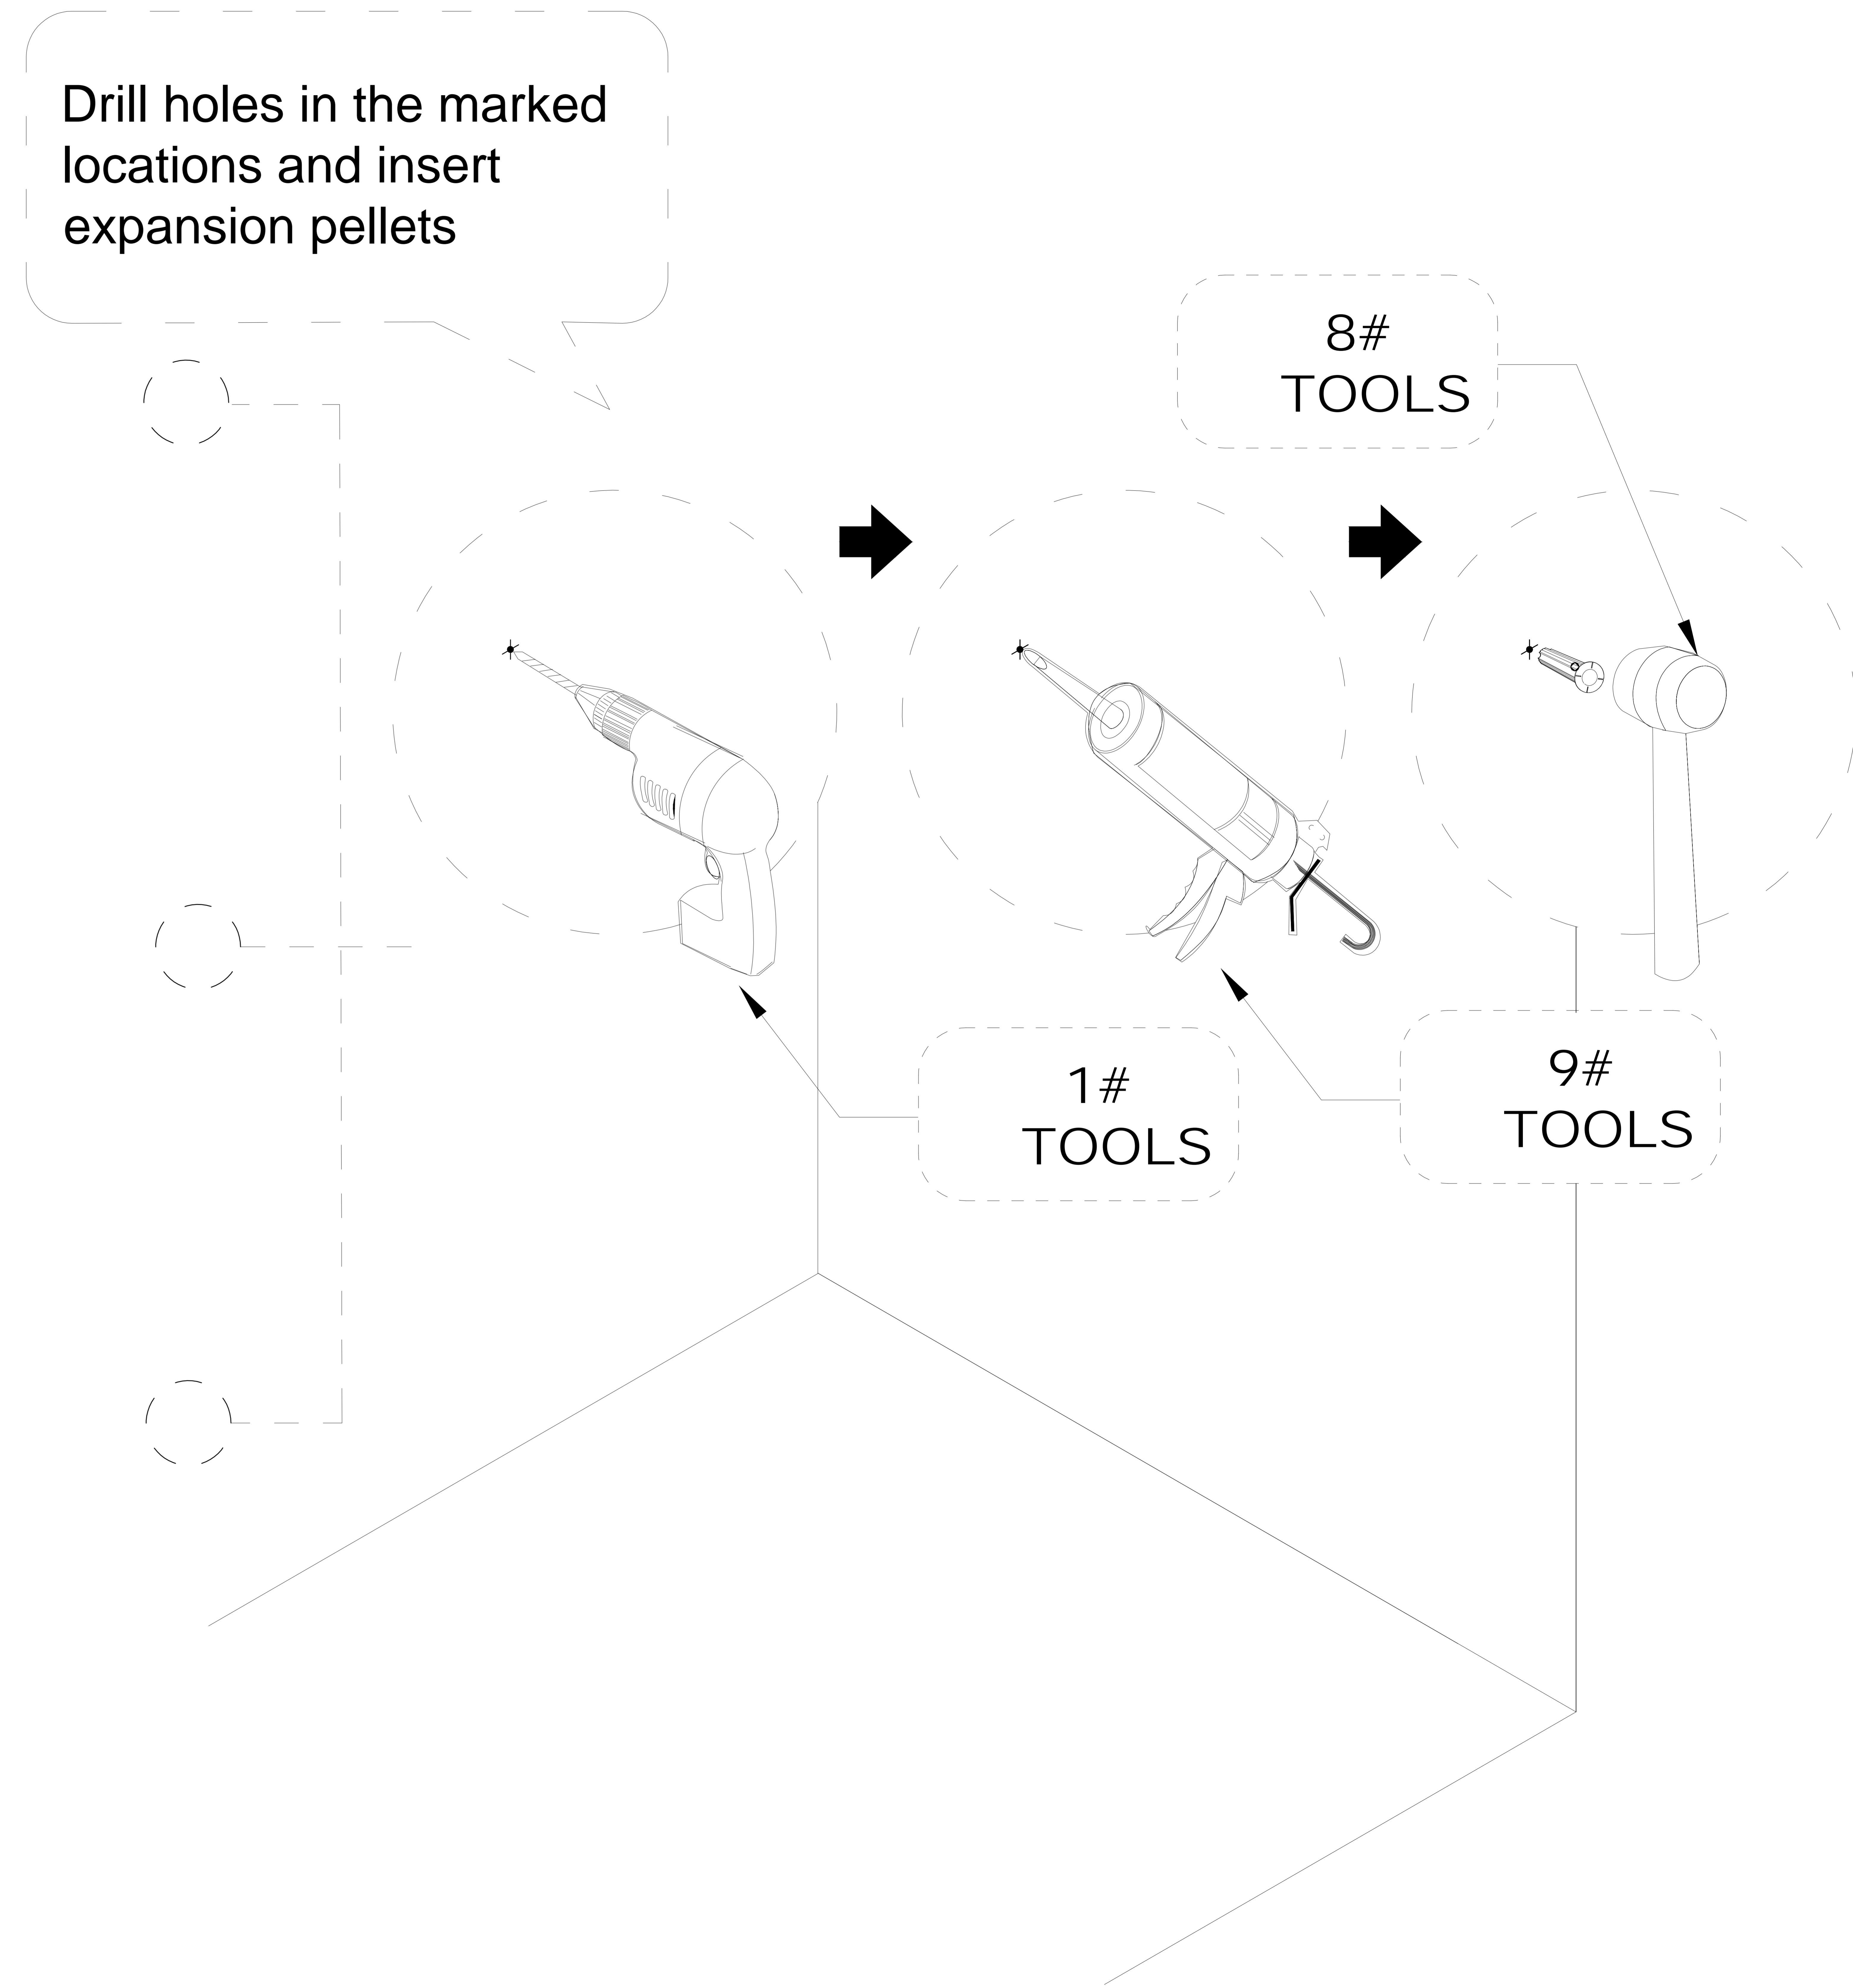 Drill holes in the marked
locations and insert
expansion pellets
8#
TOOLS
1#
TOOLS
9#
TOOLS